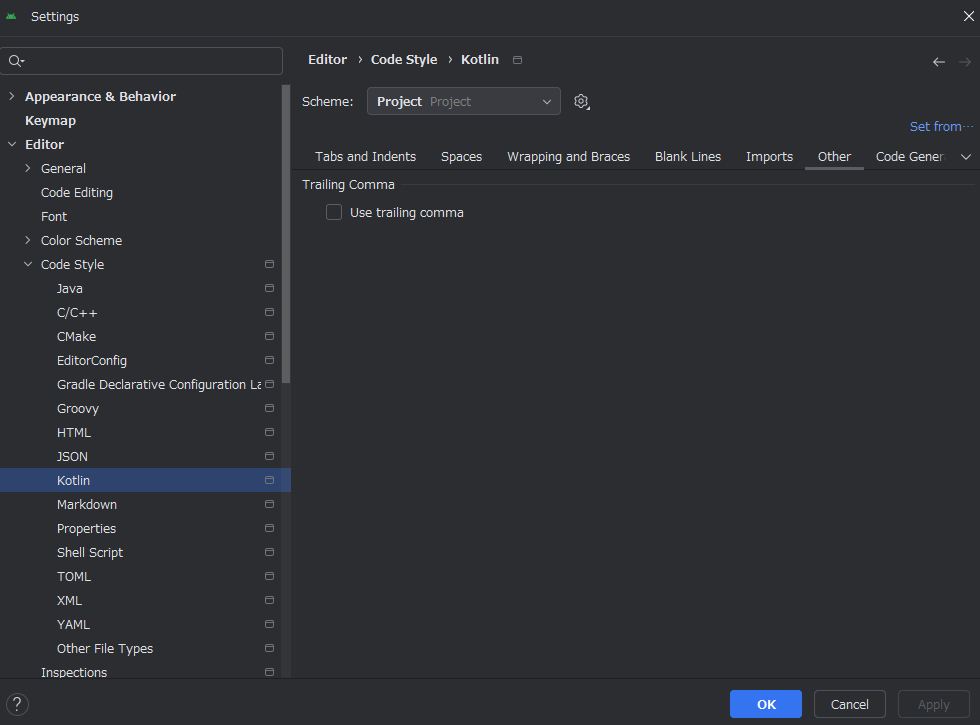 Settings
Appearance & Behavior
Keymap
Editor
General
Code Editing
Font
Color Scheme
Code Style
Java
C/C++
CMake
EditorConfig
Gradle Declarative Configuration La
Groovy
HTML
JSON
Kotlin
Markdown
Properties
Shell Script
TOML
XML
YAML
Other File Types
Inspections
Editor › Code Style › Kotlin
Scheme: Project Project
Set from...
Tabs and Indents Spaces Wrapping and Braces Blank Lines Imports Other Code Gener
Trailing Comma
Use trailing comma
? OK Cancel Apply